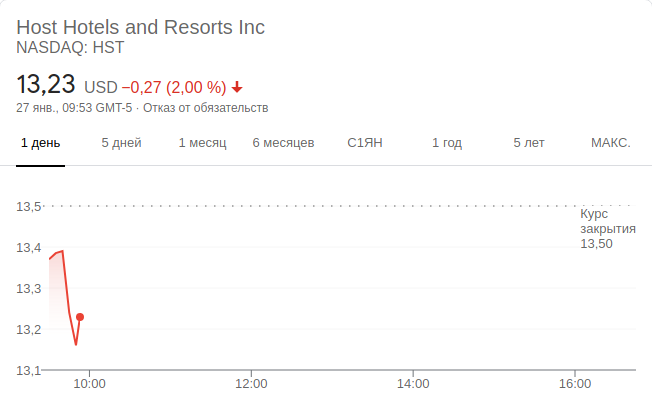 Host Hotels and Resorts Inc
NASDAQ: HST
13,23 USD −0,27 (2,00 %)
27 янв., 09:53 GMT-5 · Отказ от обязательств
1 день 5 дней 1 месяц 6 месяцев С1ЯН 1 год 5 лет МАКС.
13,5
Курс
закрытия
13,50
13,4
13,3
13,2
13,1
10:00 12:00 14:00 16:00